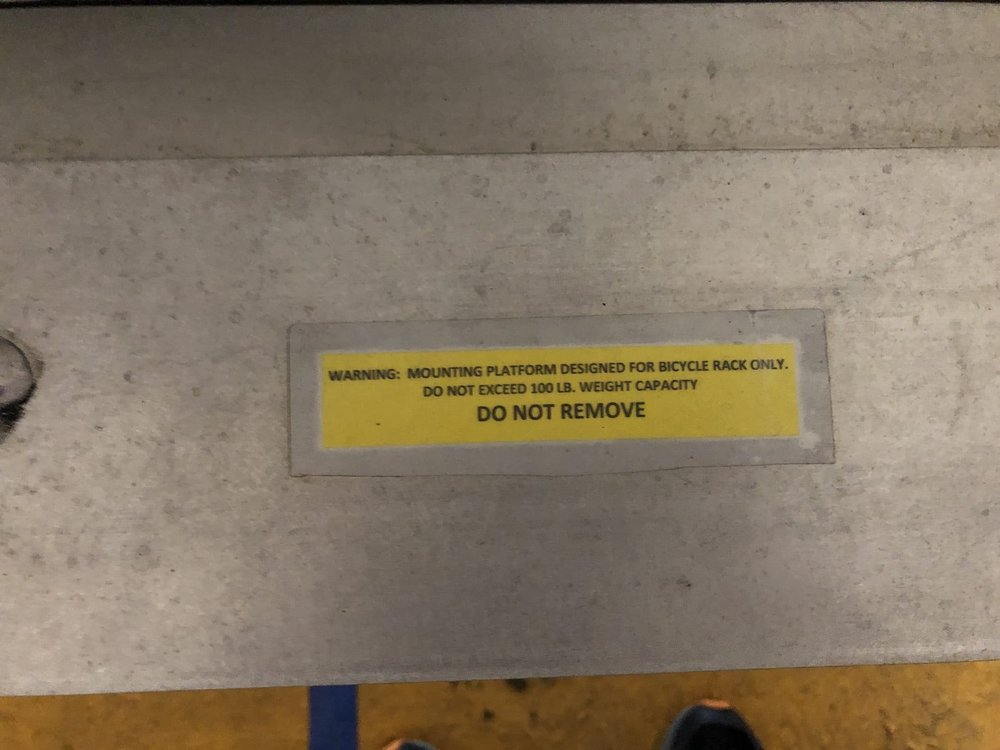 WARNING: MOUNTING PLATFORM DESIGNED FOR BICYCLE RACK ONLY.
DO NOT EXCEED 100 LB. WEIGHT CAPACITY
DO NOT REMOVE